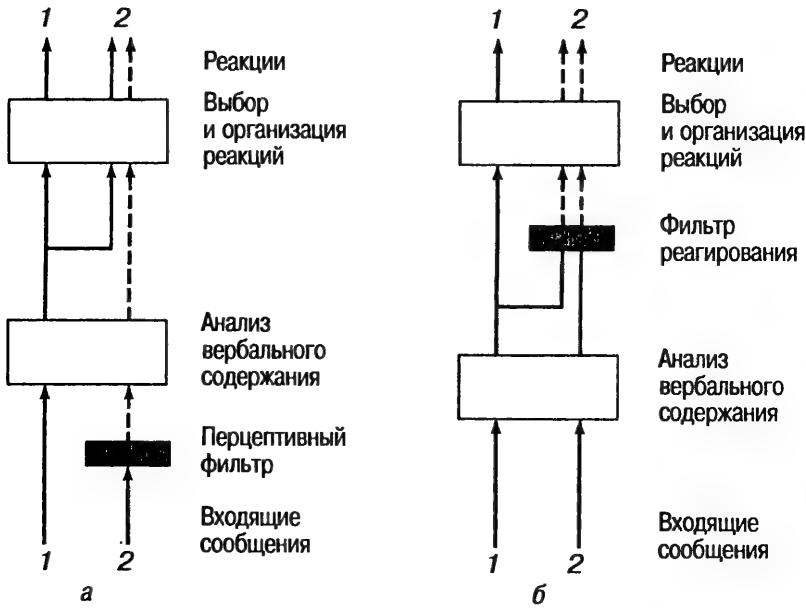 1 2
Реакции
Выбор
и организация
реакций
Анализ
вербального
содержания
Перцептивный
фильтр
Входящие
сообщения
1 2
а
1 2
Реакции
Выбор
и организация
реакций
Фильтр
реагирования
Анализ
вербального
содержания
Входящие
сообщения
1 2
б